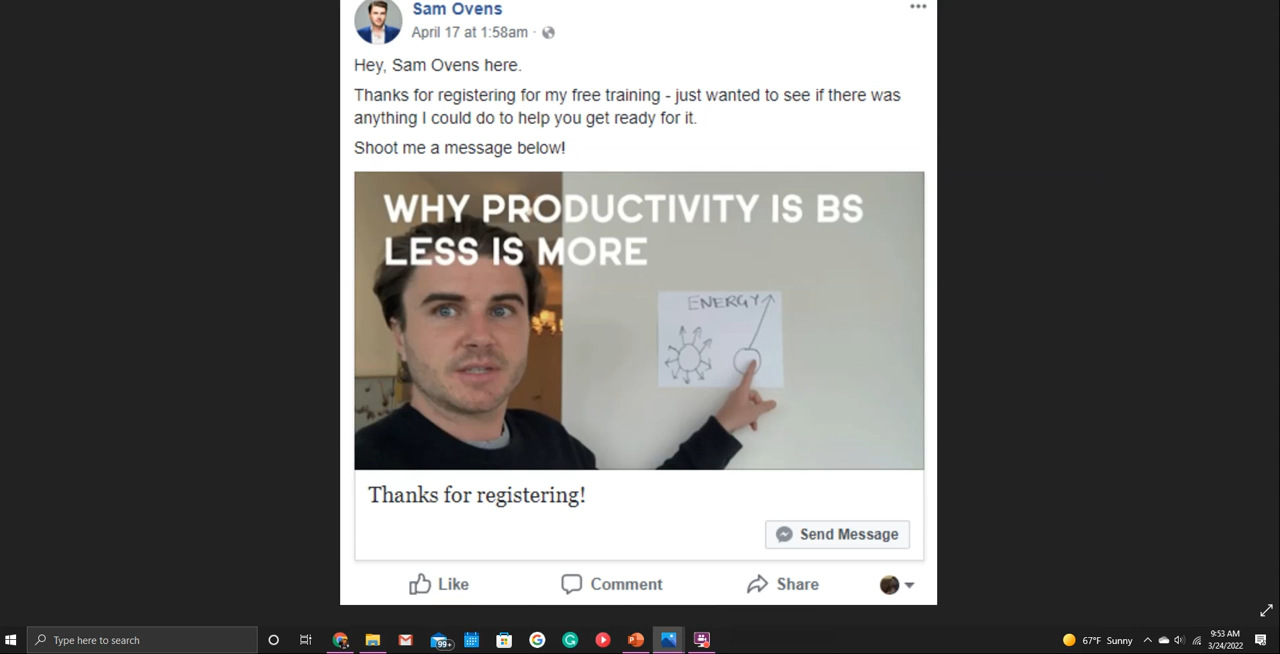 Sam Ovens
April 17 at 1:58am ·
Hey, Sam Ovens here.
Thanks for registering for my free training - just wanted to see if there was
anything I could do to help you get ready for it.
Shoot me a message below!
WHY PRODUCTIVITY IS BS
LESS IS MORE
ENERGY
Thanks for registering!
Send Message
Like Comment Share
Type here to search
99+
67°F Sunny
9:53 AM
3/24/2022